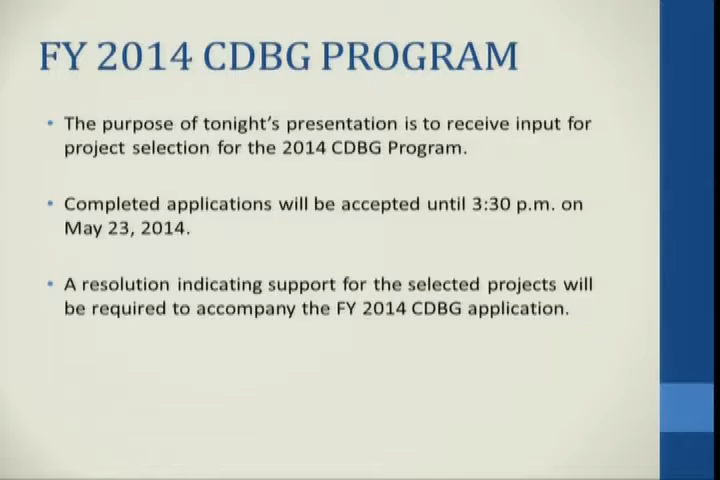 FY 2014 CDBG PROGRAM
• The purpose of tonight's presentation is to receive input for
project selection for the 2014 CDBG Program.
• Completed applications will be accepted until 3:30 p.m. on
May 23, 2014.
• A resolution indicating support for the selected projects will
be required to accompany the FY 2014 CDBG application.